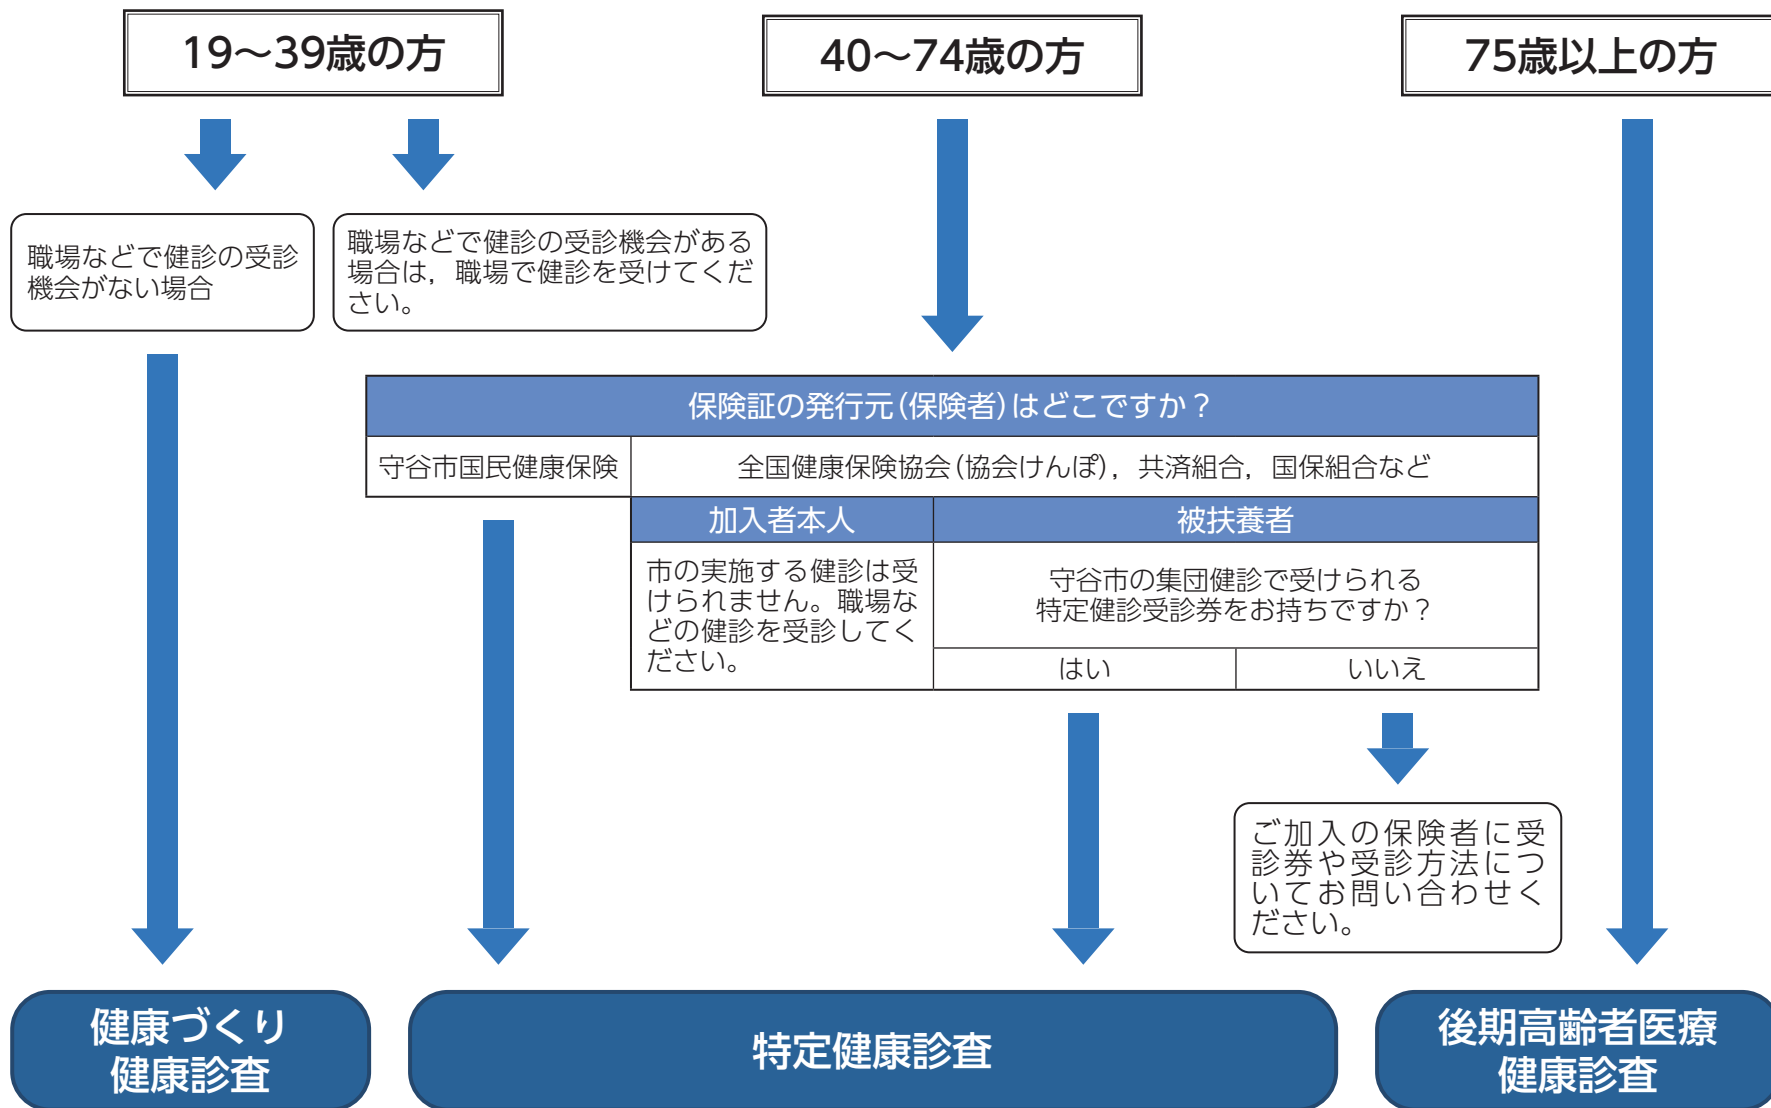 19～39歳の方
40～74歳の方
75歳以上の方
職場などで健診の受診
機会がない場合
職場などで健診の受診機会がある
場合は，職場で健診を受けてくだ
さい。
保険証の発行元(保険者)はどこですか？
守谷市国民健康保険
全国健康保険協会(協会けんぽ)，共済組合，国保組合など
加入者本人
被扶養者
市の実施する健診は受
けられません。職場な
どの健診を受診してく
ださい。
守谷市の集団健診で受けられる
特定健診受診券をお持ちですか？
はい
いいえ
ご加入の保険者に受
診券や受診方法につ
いてお問い合わせく
ださい。
健康づくり
健康診査
特定健康診査
後期高齢者医療
健康診査